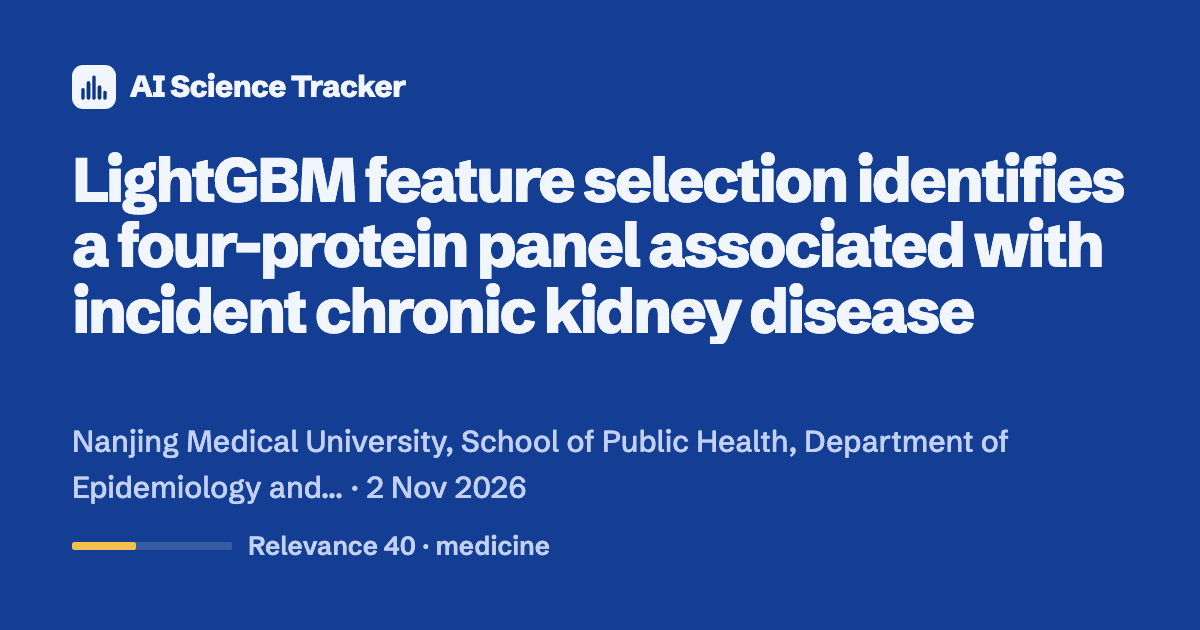 AI Science Tracker
LightGBM feature selection identifies
a four-protein panel associated with
incident chronic kidney disease
Nanjing Medical University, School of Public Health, Department of
Epidemiology and... · 2 Nov 2026
Relevance 40 · medicine